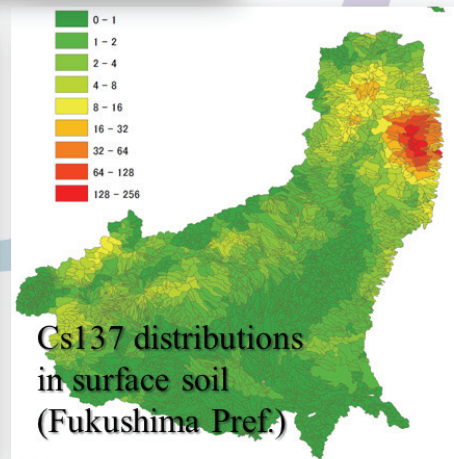 0 – 1
1 – 2
2 – 4
4 – 8
8 – 16
16 – 32
32 – 64
64 – 128
128 – 256
Cs137 distributions
in surface soil
(Fukushima Pref.)